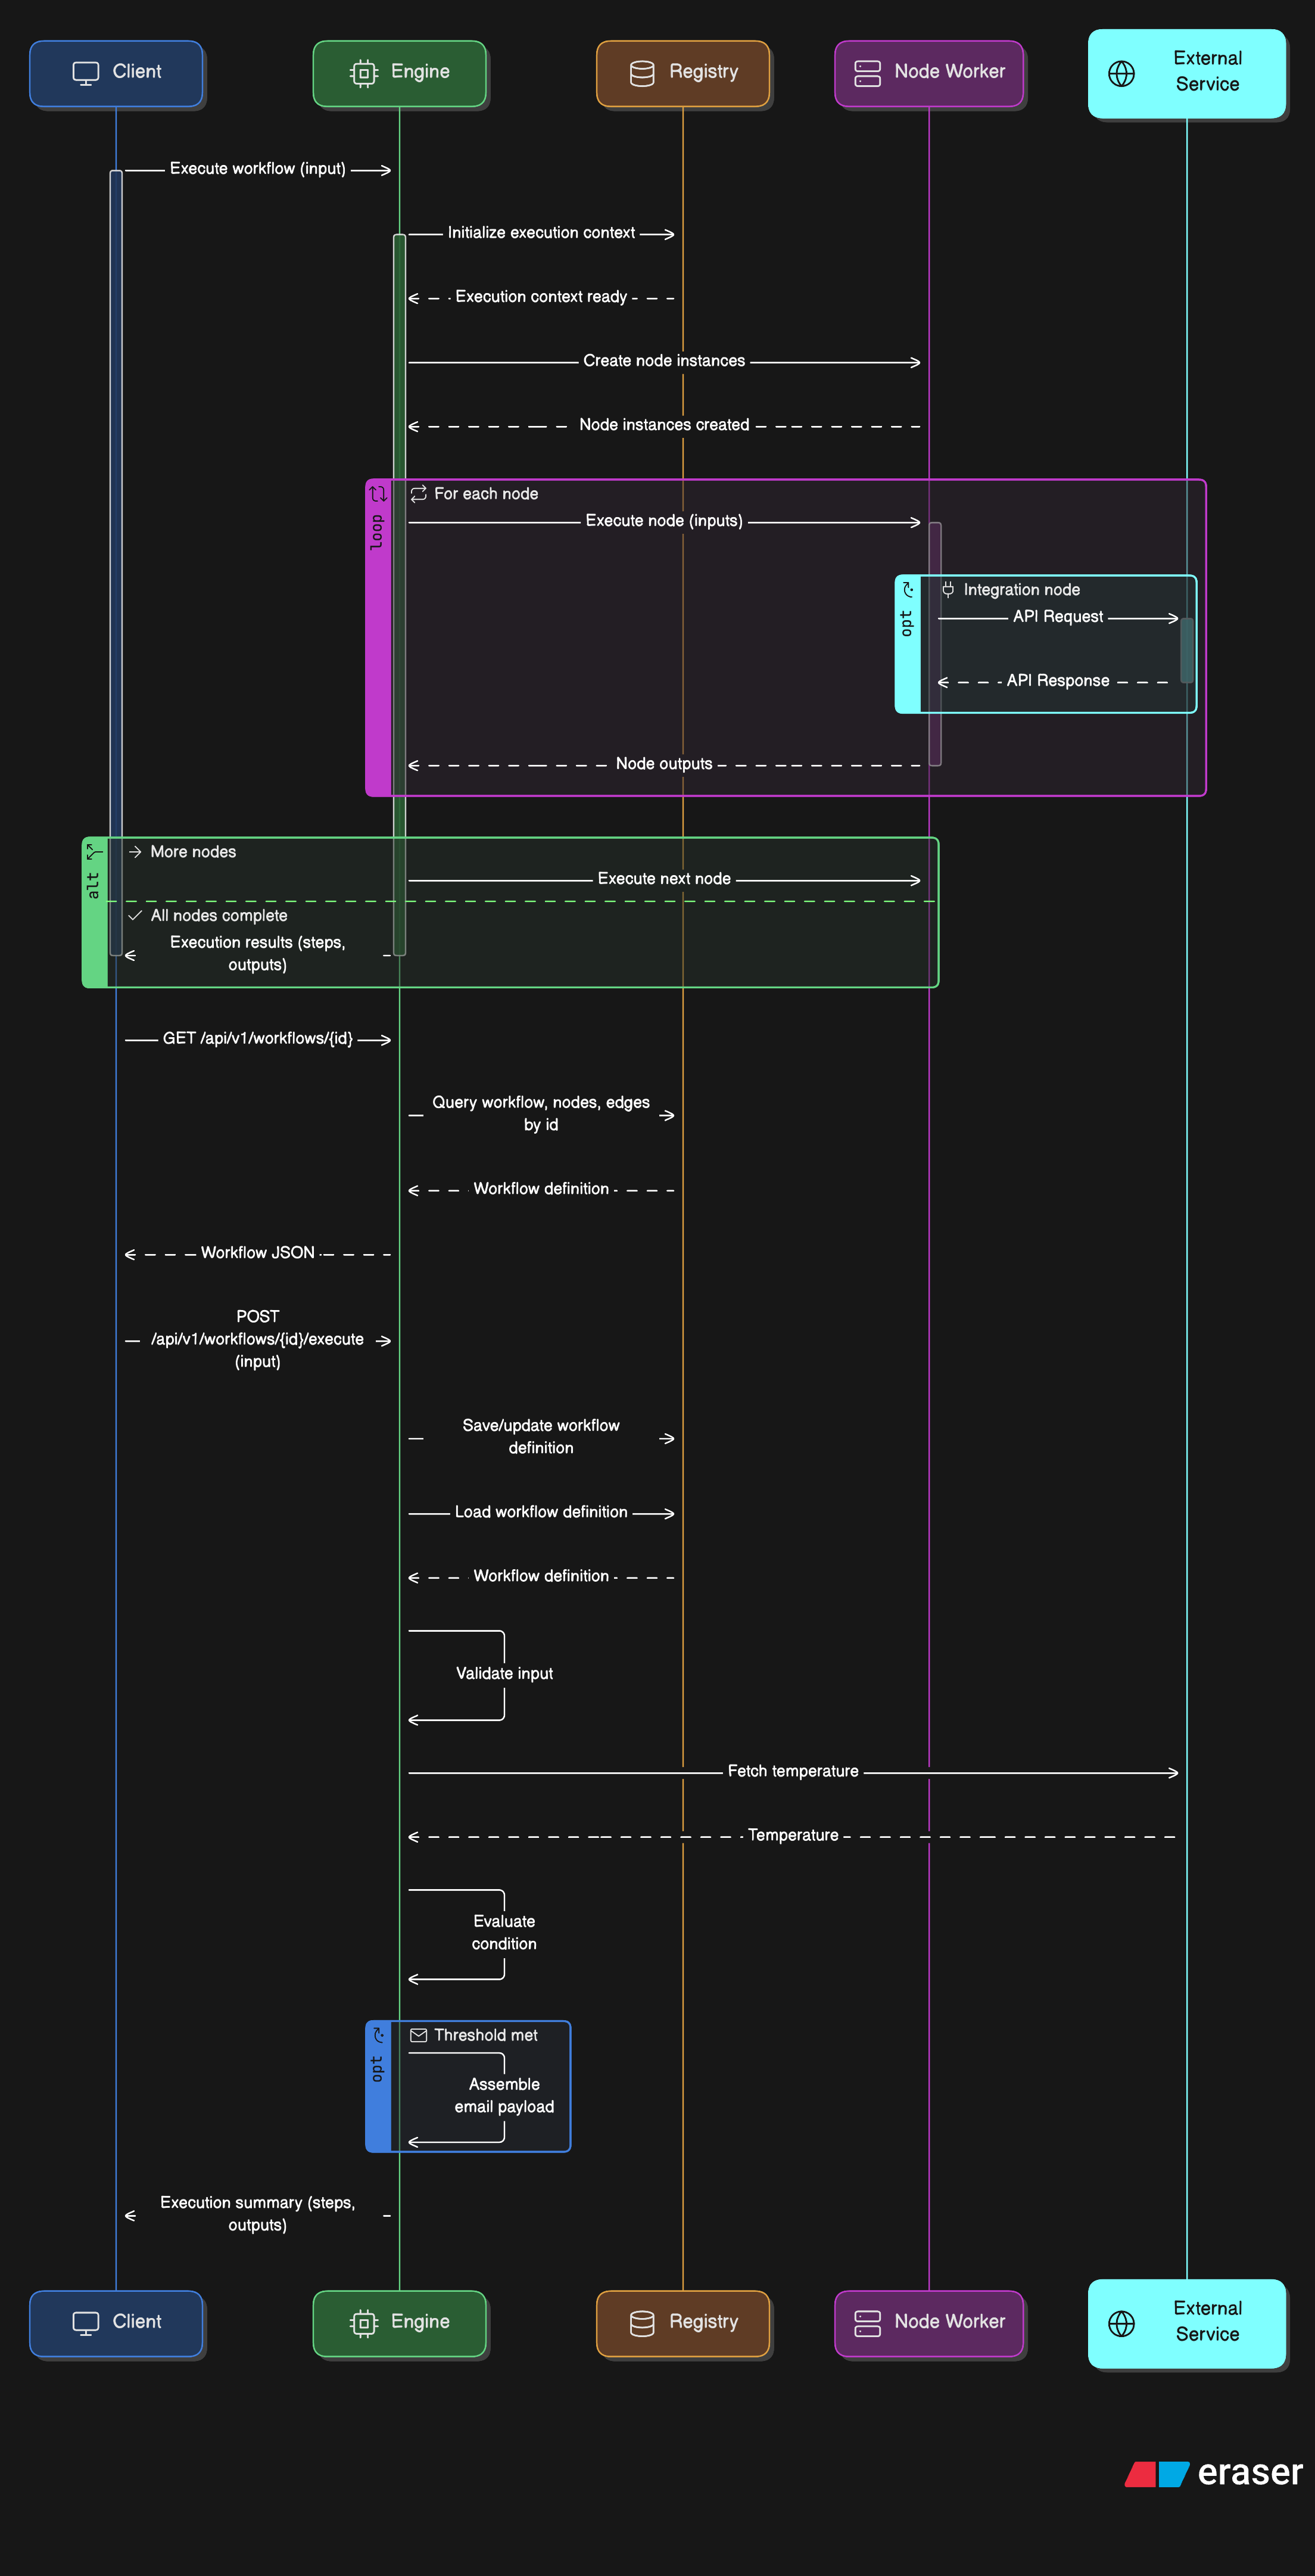 Client
Engine
Registry
Node Worker
External
Service
Execute workflow (input)
Initialize execution context
Execution context ready
Create node instances
Node instances created
loop
For each node
Execute node (inputs)
opt
Integration node
API Request
API Response
Node outputs
alt
More nodes
Execute next node
All nodes complete
Execution results (steps,
outputs)
GET /api/v1/workflows/{id}
Query workflow, nodes, edges
by id
Workflow definition
Workflow JSON
POST
/api/v1/workflows/{id}/execute
(input)
Save/update workflow
definition
Load workflow definition
Workflow definition
Validate input
Fetch temperature
Temperature
Evaluate
condition
opt
Threshold met
Assemble
email payload
Execution summary (steps,
outputs)
Client
Engine
Registry
Node Worker
External
Service
eraser